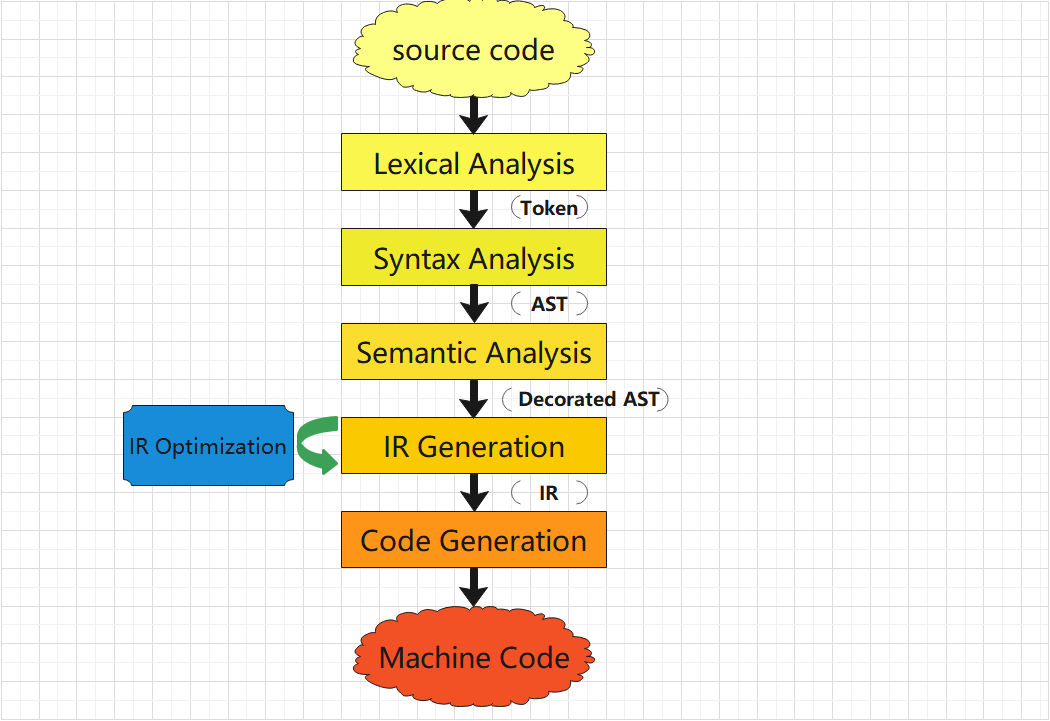 source code
Lexical Analysis
(Token)
Syntax Analysis
( AST )
Semantic Analysis
( Decorated AST)
IR Optimization
IR Generation
( IR )
Code Generation
Machine Code